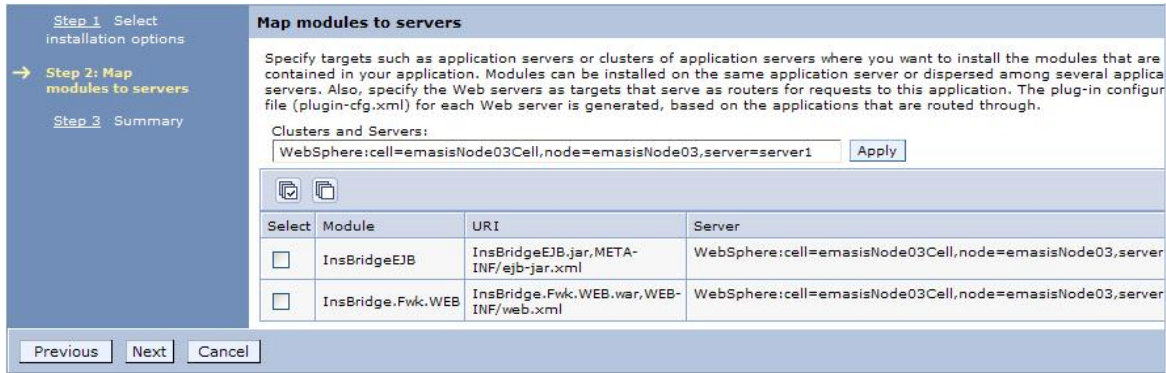 Step 1 Select
installation options
Step 2: Map
modules to servers
Step 3 Summary
Map modules to servers
Specify targets such as application servers or clusters of application servers where you want to install the modules that are
contained in your application. Modules can be installed on the same application server or dispersed among several applica
servers. Also, specify the Web servers as targets that serve as routers for requests to this application. The plug-in configur
file (plugin-cfg.xml) for each Web server is generated, based on the applications that are routed through.
Clusters and Servers:
WebSphere:cell=emasisNode03Cell,node=emasisNode03,server=server1 Apply
Select Module URI Server
InsBridgeEJB InsBridgeEJB.jar,META- WebSphere:cell=emasisNode03Cell,node=emasisNode03,server
INF/ejb-jar.xml
InsBridge.Fwk.WEB InsBridge.Fwk.WEB.war,WEB- WebSphere:cell=emasisNode03Cell,node=emasisNode03,server
INF/web.xml
Previous Next Cancel